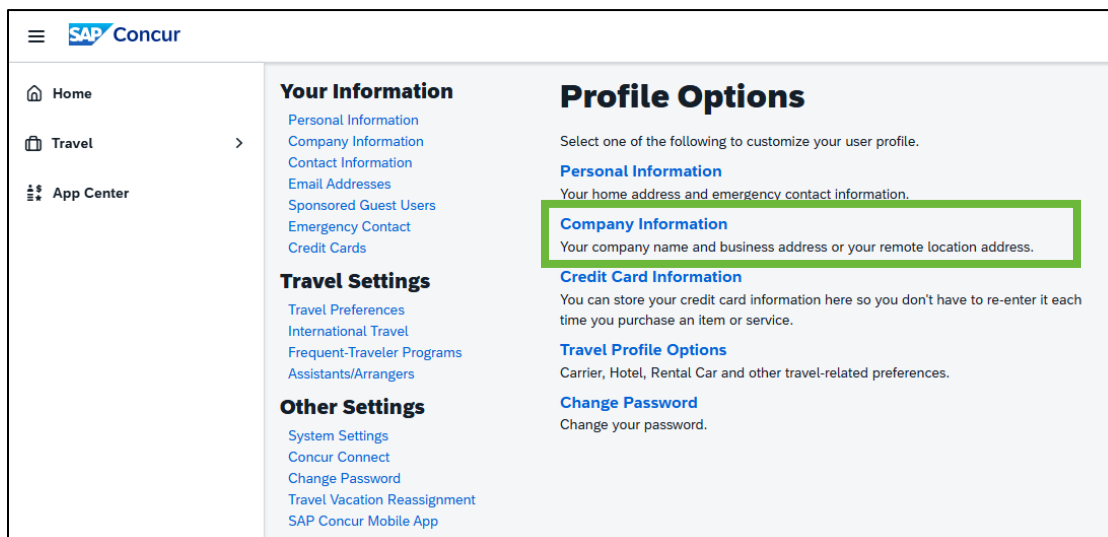 SAP Concur
Home
Travel
App Center
Your Information
Personal Information
Company Information
Contact Information
Email Addresses
Sponsored Guest Users
Emergency Contact
Credit Cards
Travel Settings
Travel Preferences
International Travel
Frequent-Traveler Programs
Assistants/Arrangers
Other Settings
System Settings
Concur Connect
Change Password
Travel Vacation Reassignment
SAP Concur Mobile App
Profile Options
Select one of the following to customize your user profile.
Personal Information
Your home address and emergency contact information.
Company Information
Your company name and business address or your remote location address.
Credit Card Information
You can store your credit card information here so you don't have to re-enter it each
time you purchase an item or service.
Travel Profile Options
Carrier, Hotel, Rental Car and other travel-related preferences.
Change Password
Change your password.